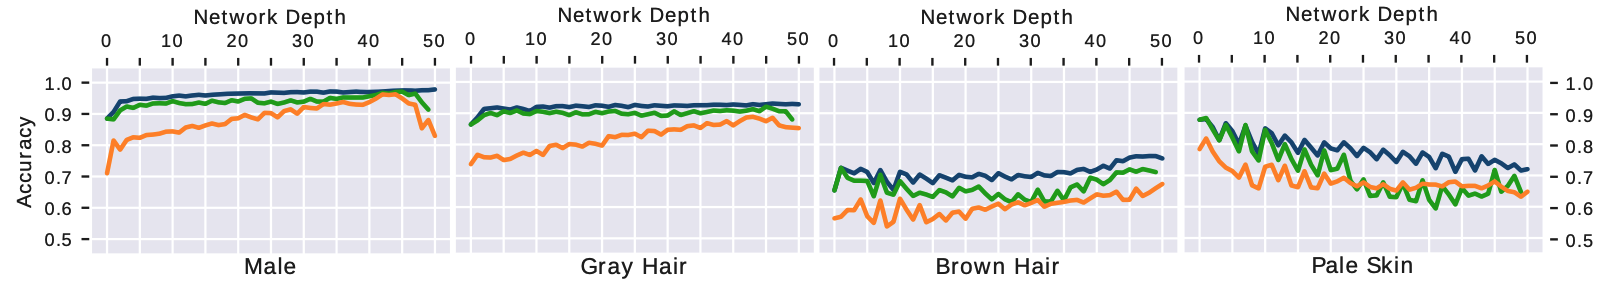 Network Depth Network Depth Network Depth Network Depth
0 10 20 30 40 50 0 10 20 30 40 50 0 10 20 30 40 50 0 10 20 30 40 50
1.0 1.0
0.9 0.9
0.8 0.8
0.7 0.7
0.6 0.6
0.5 0.5
Accuracy
Male Gray Hair Brown Hair Pale Skin